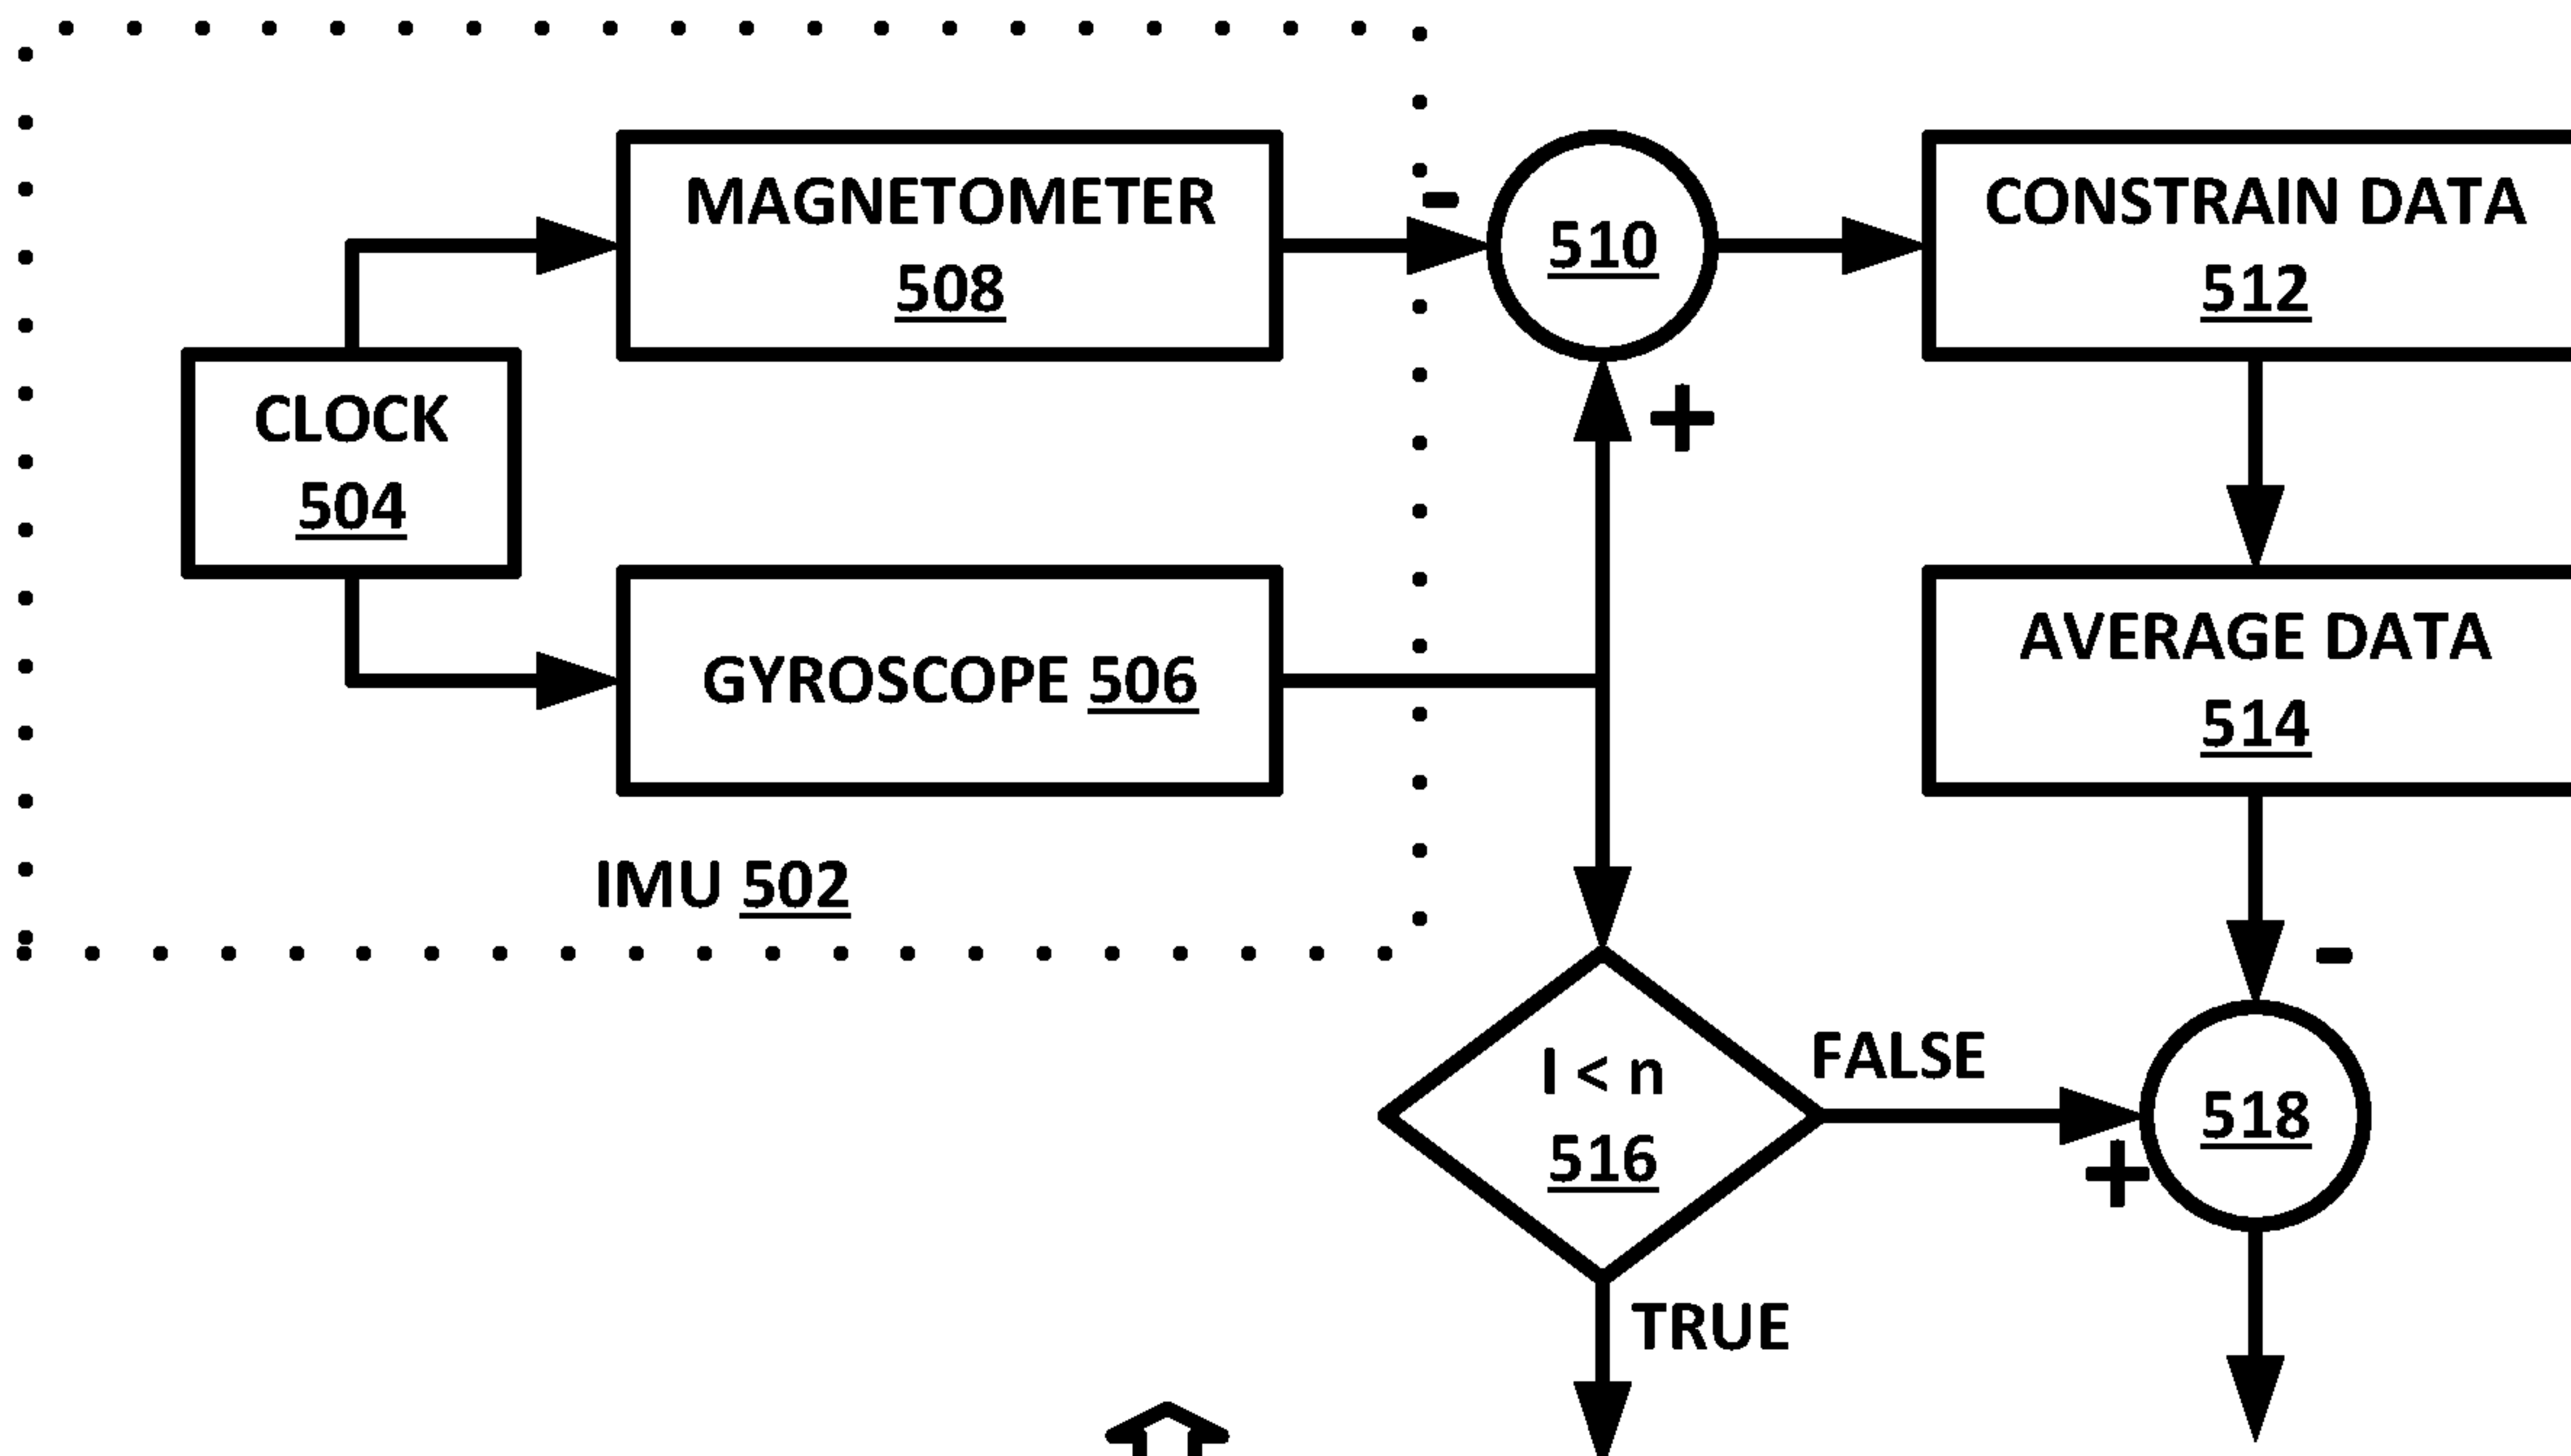 MAGNETOMETER
508
-
510
CONSTRAIN DATA
512
CLOCK
504
+
GYROSCOPE 506
AVERAGE DATA
514
IMU 502
-
I < n
516
FALSE
+
518
TRUE